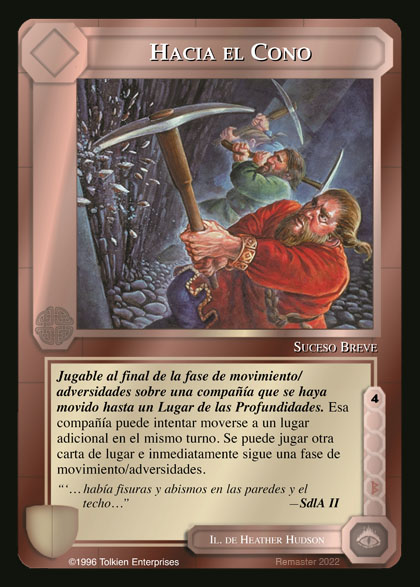 HACIA EL CONO
SUCESO BREVE
Jugable al final de la fase de movimiento/
adversidades sobre una compañía que se haya
movido hasta un Lugar de las Profundidades. Esa
compañía puede intentar moverse a un lugar
adicional en el mismo turno. Se puede jugar otra
carta de lugar e inmediatamente sigue una fase de
movimiento/adversidades.
4
“‘… había fisuras y abismos en las paredes y el
techo…” —SdlA II
IL. DE HEATHER HUDSON
©1996 Tolkien Enterprises
Remaster 2022